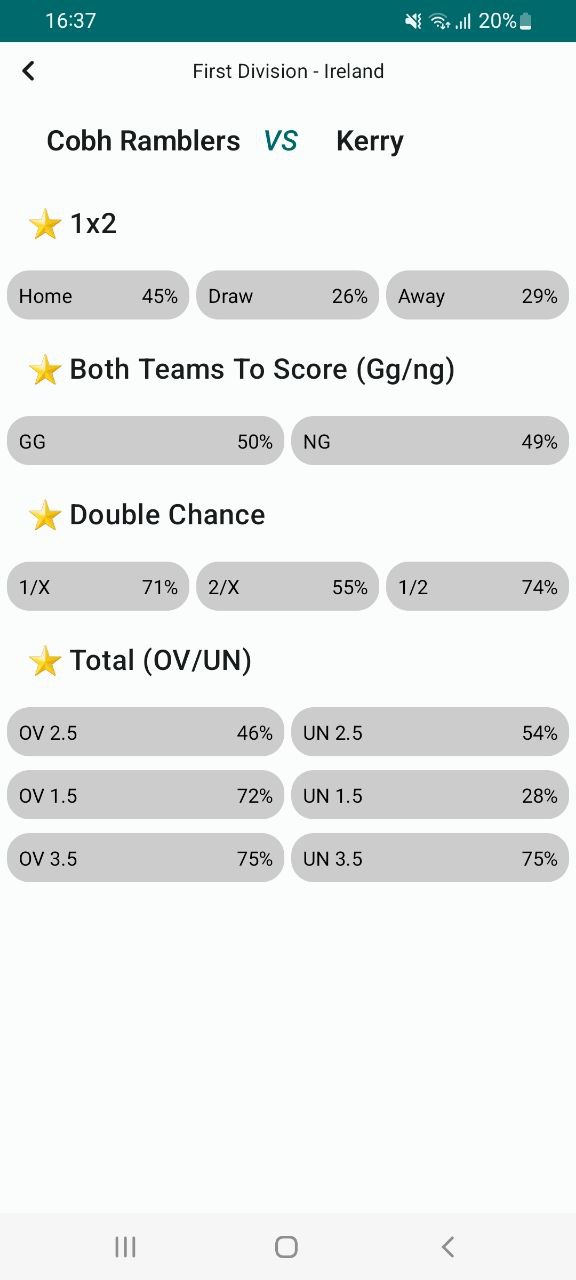 16:37 20%
First Division - Ireland
Cobh Ramblers VS Kerry
1x2
Home 45% Draw 26% Away 29%
Both Teams To Score (Gg/ng)
GG 50% NG 49%
Double Chance
1/X 71% 2/X 55% 1/2 74%
Total (OV/UN)
OV 2.5 46% UN 2.5 54%
OV 1.5 72% UN 1.5 28%
OV 3.5 75% UN 3.5 75%